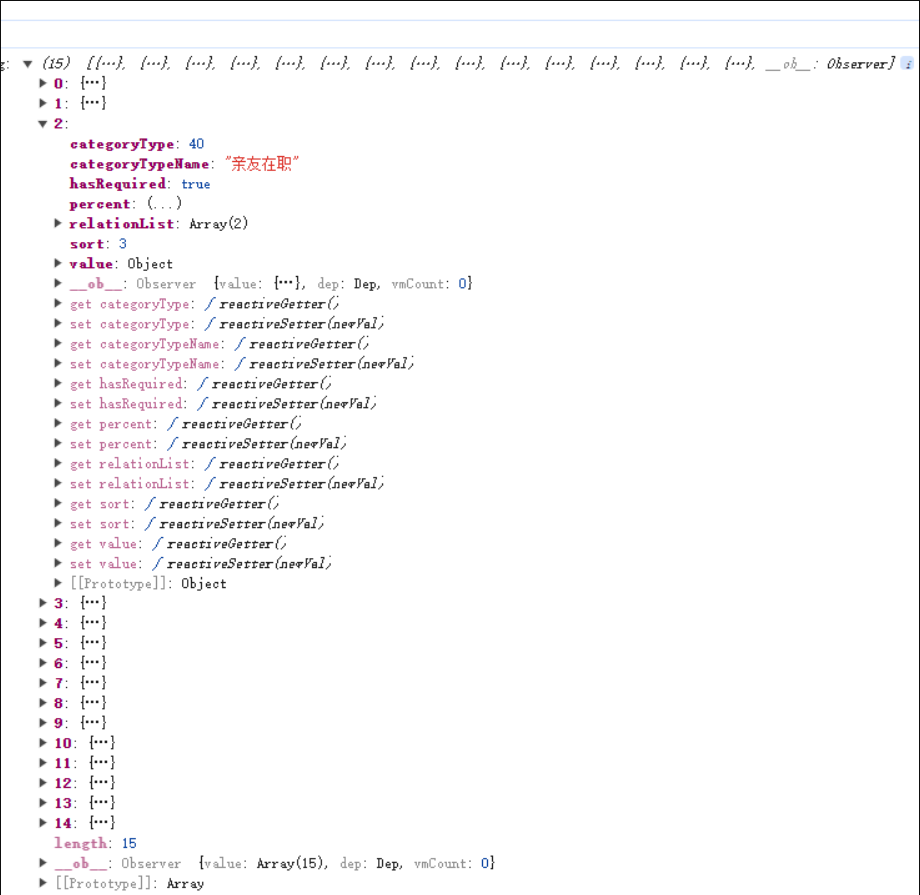 g: ▼ (15) [{…}, {…}, {…}, {…}, {…}, {…}, {…}, {…}, {…}, {…}, {…}, {…}, {…}, {…}, {…}, __ob__: Observer] i
▶ 0: {…}
▶ 1: {…}
▼ 2:
categoryType: 40
categoryTypeName: "亲友在职"
hasRequired: true
percent: (...)
▶ relationList: Array(2)
sort: 3
▶ value: Object
▶ __ob__: Observer {value: {…}, dep: Dep, vmCount: 0}
▶ get categoryType: ƒ reactiveGetter()
▶ set categoryType: ƒ reactiveSetter(newVal)
▶ get categoryTypeName: ƒ reactiveGetter()
▶ set categoryTypeName: ƒ reactiveSetter(newVal)
▶ get hasRequired: ƒ reactiveGetter()
▶ set hasRequired: ƒ reactiveSetter(newVal)
▶ get percent: ƒ reactiveGetter()
▶ set percent: ƒ reactiveSetter(newVal)
▶ get relationList: ƒ reactiveGetter()
▶ set relationList: ƒ reactiveSetter(newVal)
▶ get sort: ƒ reactiveGetter()
▶ set sort: ƒ reactiveSetter(newVal)
▶ get value: ƒ reactiveGetter()
▶ set value: ƒ reactiveSetter(newVal)
▶ [[Prototype]]: Object
▶ 3: {…}
▶ 4: {…}
▶ 5: {…}
▶ 6: {…}
▶ 7: {…}
▶ 8: {…}
▶ 9: {…}
▶ 10: {…}
▶ 11: {…}
▶ 12: {…}
▶ 13: {…}
▶ 14: {…}
length: 15
▶ __ob__: Observer {value: Array(15), dep: Dep, vmCount: 0}
▶ [[Prototype]]: Array